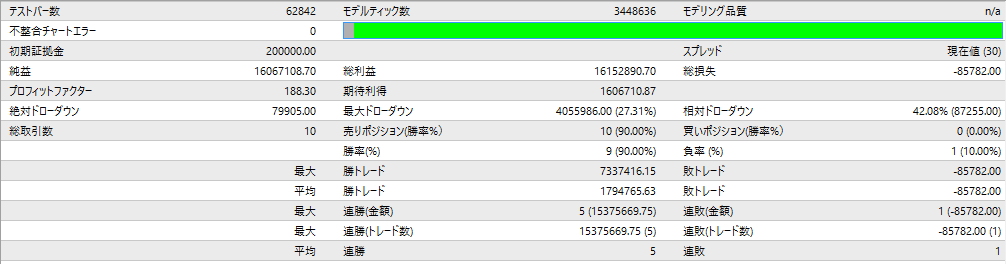 テストバー数 62842 モデルティック数 3448636 モデリング品質 n/a
不整合チャートエラー 0
初期証拠金 200000.00 スプレッド 現在値 (30)
純益 16067108.70 総利益 16152890.70 総損失 -85782.00
プロフィットファクター 188.30 期待利得 1606710.87
絶対ドローダウン 79905.00 最大ドローダウン 4055986.00 (27.31%) 相対ドローダウン 42.08% (87255.00)
総取引数 10 売りポジション(勝率%) 10 (90.00%) 買いポジション(勝率%) 0 (0.00%)
勝率(%) 9 (90.00%) 負率 (%) 1 (10.00%)
最大 勝トレード 7337416.15 敗トレード -85782.00
平均 勝トレード 1794765.63 敗トレード -85782.00
最大 連勝(金額) 5 (15375669.75) 連敗(金額) 1 (-85782.00)
最大 連勝(トレード数) 15375669.75 (5) 連敗(トレード数) -85782.00 (1)
平均 連勝 5 連敗 1